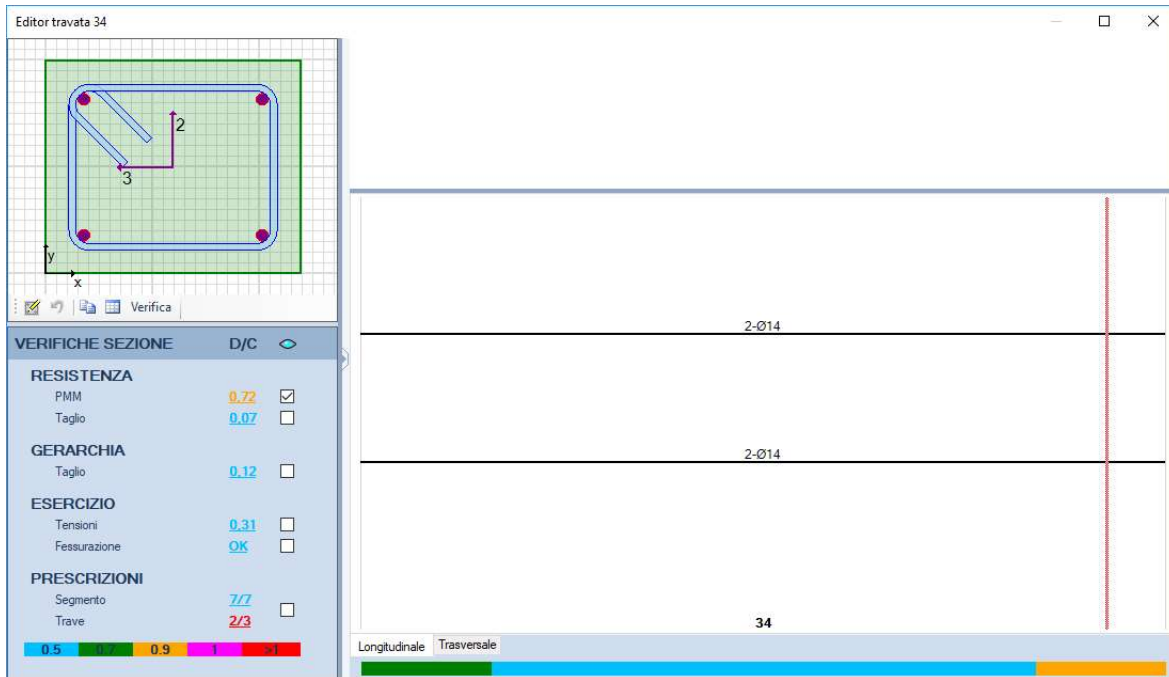 Editor travata 34
2
3
y
x
Verifica
VERIFICHE SEZIONE D/C
RESISTENZA
PMM 0,72
Taglio 0,07
GERARCHIA
Taglio 0,12
ESERCIZIO
Tensioni 0,31
Fessurazione OK
PRESCRIZIONI
Segmento 7/7
Trave 2/3
0.5 0.7 0.9 1 >1
2-Ø14
2-Ø14
34
Longitudinale Trasversale